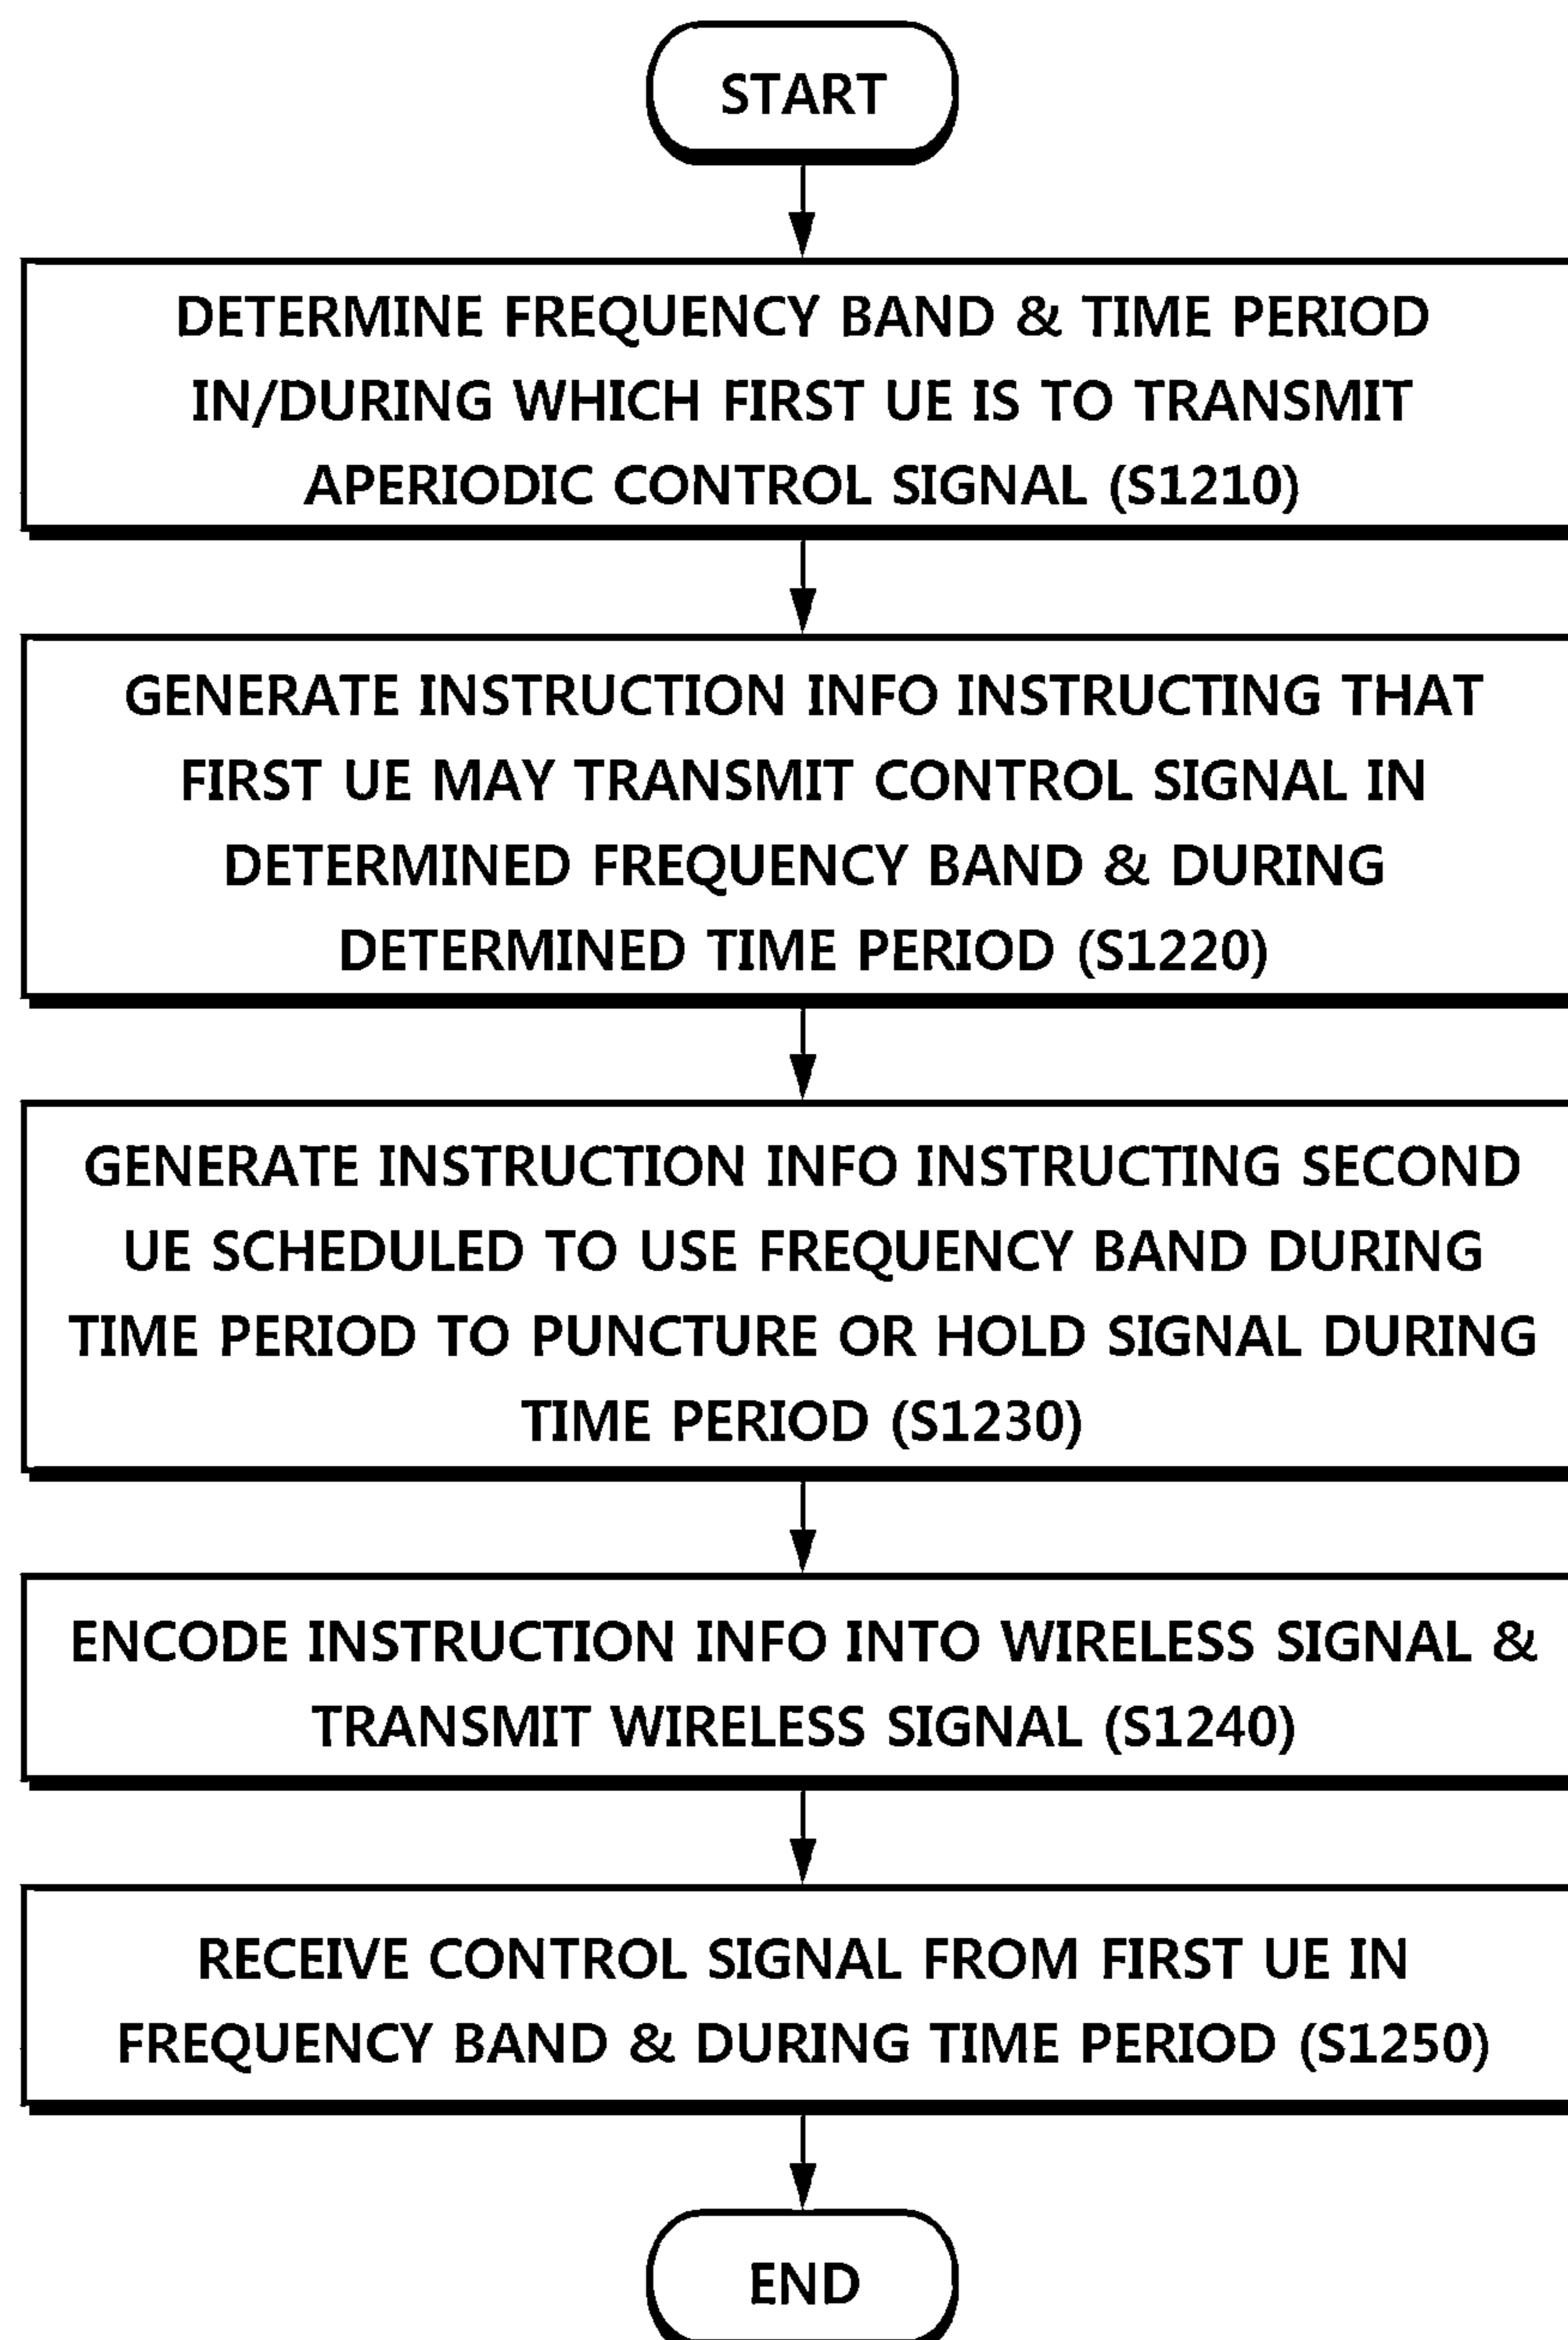 START
DETERMINE FREQUENCY BAND & TIME PERIOD
IN/DURING WHICH FIRST UE IS TO TRANSMIT
APERIODIC CONTROL SIGNAL (S1210)
GENERATE INSTRUCTION INFO INSTRUCTING THAT
FIRST UE MAY TRANSMIT CONTROL SIGNAL IN
DETERMINED FREQUENCY BAND & DURING
DETERMINED TIME PERIOD (S1220)
GENERATE INSTRUCTION INFO INSTRUCTING SECOND
UE SCHEDULED TO USE FREQUENCY BAND DURING
TIME PERIOD TO PUNCTURE OR HOLD SIGNAL DURING
TIME PERIOD (S1230)
ENCODE INSTRUCTION INFO INTO WIRELESS SIGNAL &
TRANSMIT WIRELESS SIGNAL (S1240)
RECEIVE CONTROL SIGNAL FROM FIRST UE IN
FREQUENCY BAND & DURING TIME PERIOD (S1250)
END